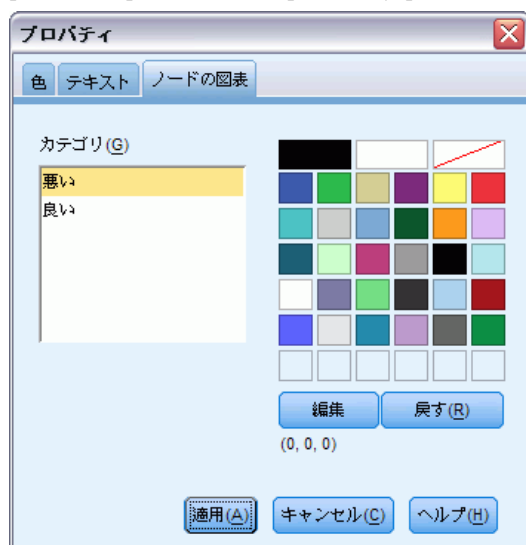 プロパティ
色 テキスト ノードの図表
カテゴリ(G)
悪い
良い
編集 戻す(R)
(0, 0, 0)
適用(A) キャンセル(C) ヘルプ(H)